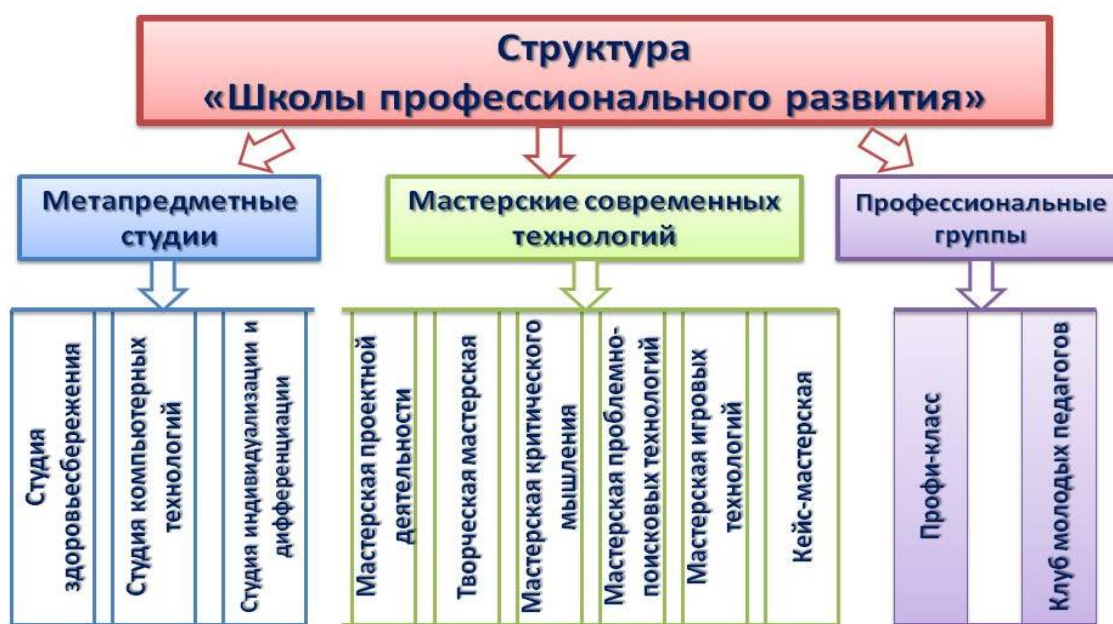 Структура
«Школы профессионального развития»
Метапредметные
студии
Мастерские современных
технологий
Профессиональные
группы
Студия
здоровьесбережения
Студия компьютерных
технологий
Студия индивидуализации и
дифференциации
Мастерская проектной
деятельности
Творческая мастерская
Мастерская критического
мышления
Мастерская проблемно-
поисковых технологий
Мастерская игровых
технологий
Кейс-мастерская
Профи-класс
Клуб молодых педагогов